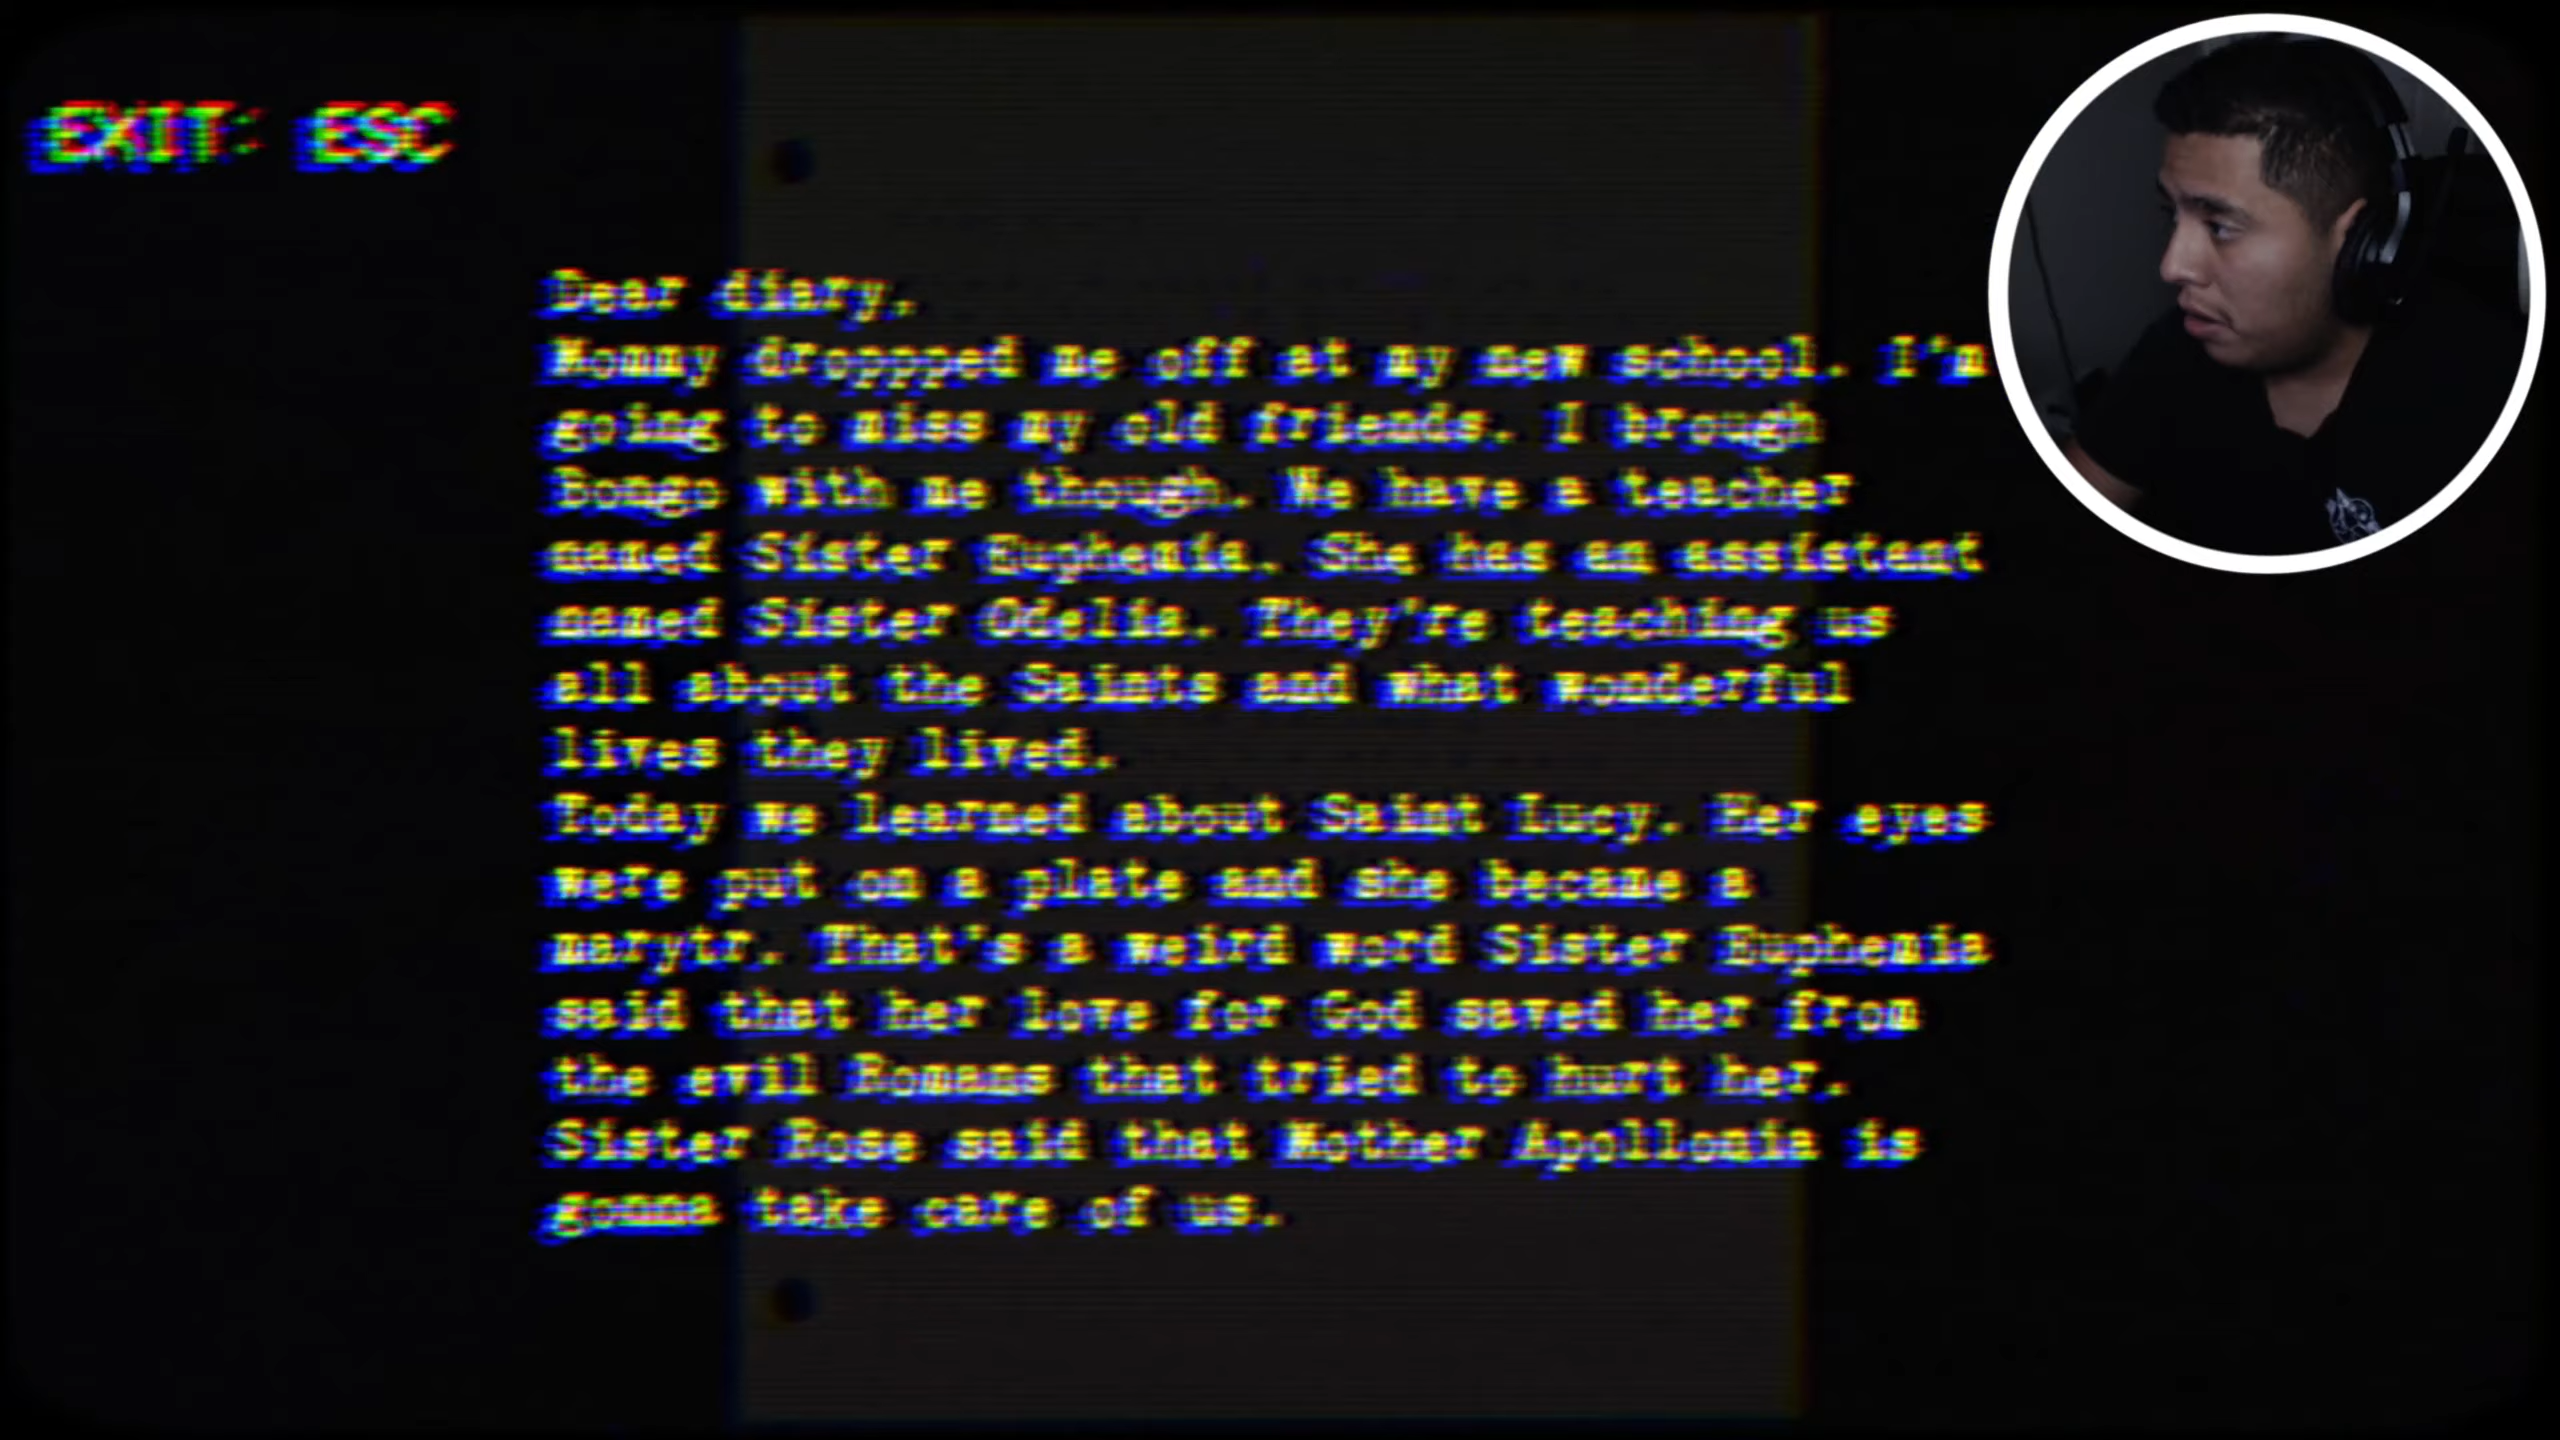 EXIT: ESC
Dear diary,
Mommy droppped me off at my new school. I'm
going to miss my old friends. I brough
Bongo with me though. We have a teacher
named Sister Euphemia. She has an assistant
named Sister Odelia. They're teaching us
all about the Saints and what wonderful
lives they lived.
Today we learned about Saint Lucy. Her eyes
were put on a plate and she became a
marytr. That's a weird word Sister Euphemia
said that her love for God saved her from
the evil Romans that tried to hurt her.
Sister Rose said that Mother Apollonia is
gonna take care of us.